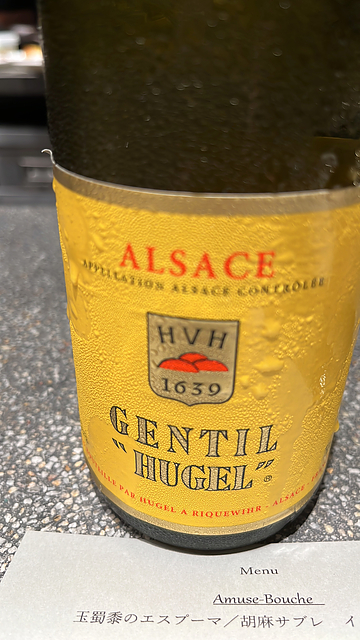 ALSACE
APPELLATION ALSACE CONTRÔLÉE
HVH
1639
GENTIL
"HUGEL"®
PAR HUGEL A RIQUEWIHR - ALSACE
Menu
Amuse-Bouche
玉蜀黍のエスプーマ/胡麻サブレ イ